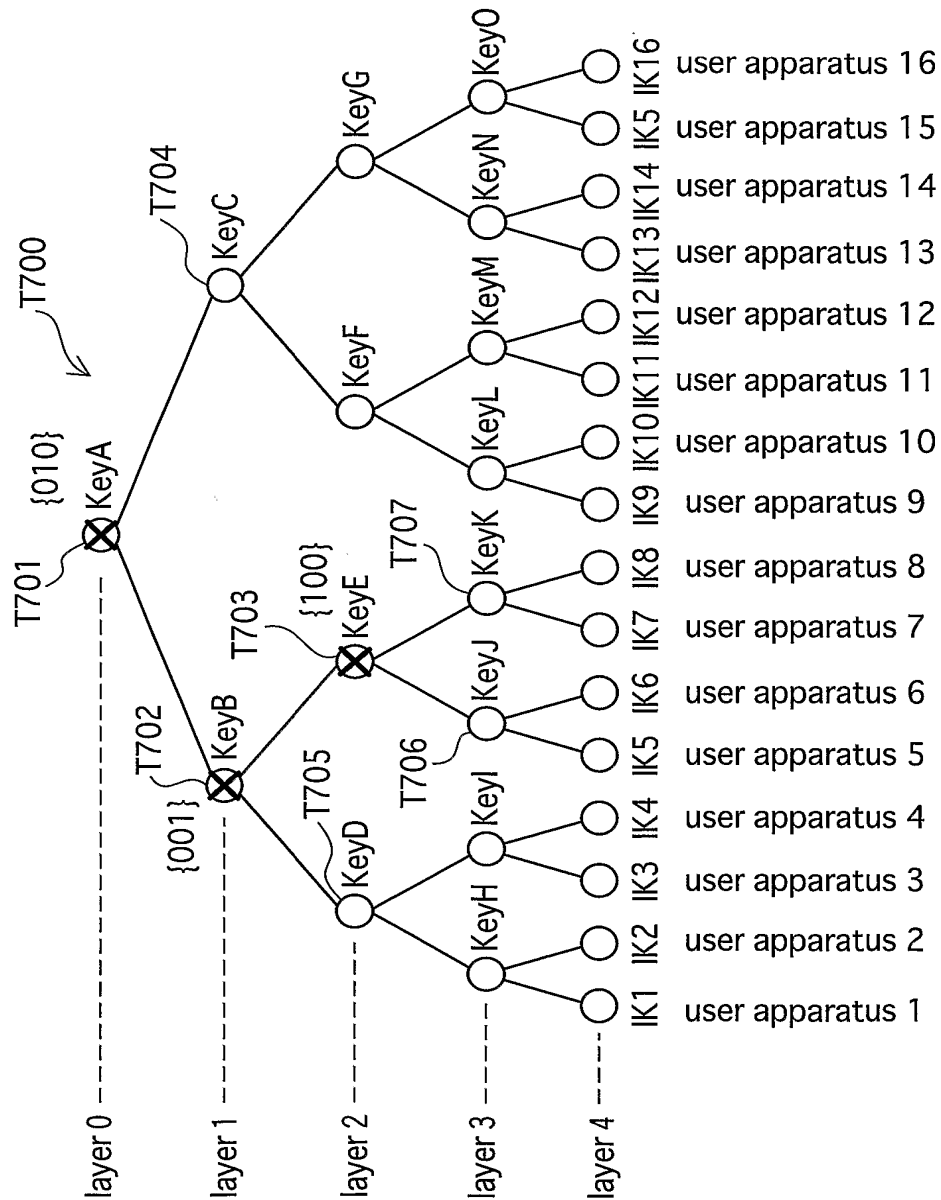 T700
{010}
T701
KeyA
layer 0
T704
KeyC
T702
{001}
KeyB
layer 1
T703
{100}
T705
KeyD
KeyE
KeyF
KeyG
layer 2
T706
T707
KeyH
KeyI
KeyJ
KeyK
KeyL
KeyM
KeyN
KeyO
layer 3
layer 4
IK1
IK2
IK3
IK4
IK5
IK6
IK7
IK8
IK9
IK10
IK11
IK12
IK13
IK14
IK5
IK16
user apparatus 1
user apparatus 2
user apparatus 3
user apparatus 4
user apparatus 5
user apparatus 6
user apparatus 7
user apparatus 8
user apparatus 9
user apparatus 10
user apparatus 11
user apparatus 12
user apparatus 13
user apparatus 14
user apparatus 15
user apparatus 16